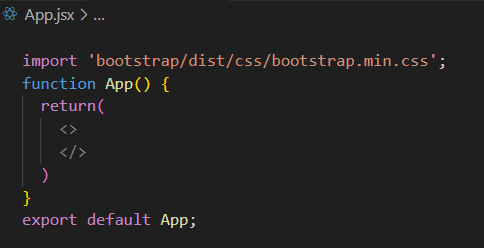 App.jsx > ...
import 'bootstrap/dist/css/bootstrap.min.css';
function App() {
  return(
    <>
    </>
  )
}
export default App;